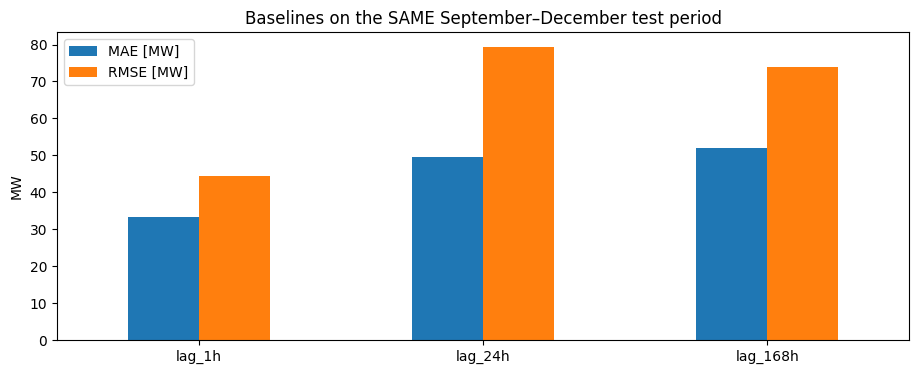 Baselines on the SAME September–December test period
MAE [MW]
RMSE [MW]
MW
80
70
60
50
40
30
20
10
0
lag_1h
lag_24h
lag_168h